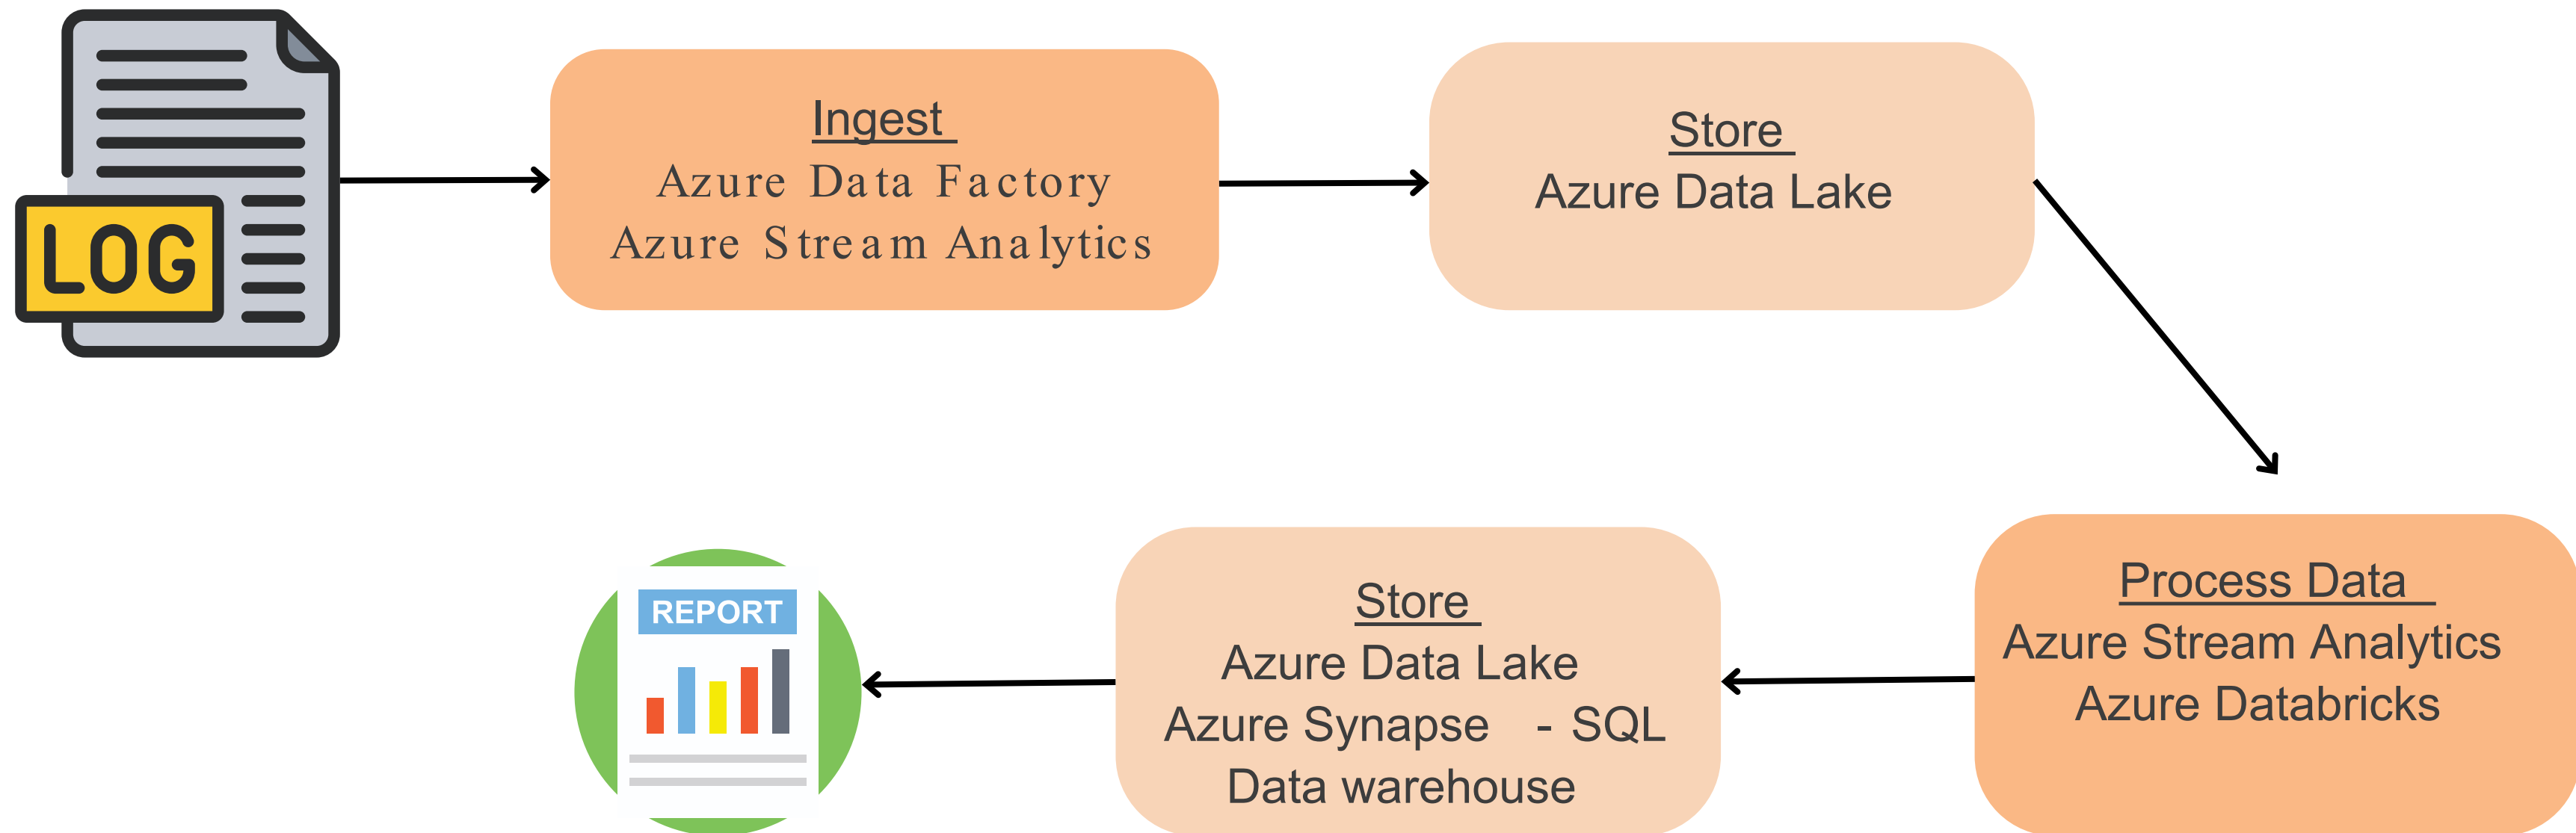 LOG
Ingest
Azure Data Factory
Azure Stream Analytics
Store
Azure Data Lake
Process Data
Azure Stream Analytics
Azure Databricks
Store
Azure Data Lake
Azure Synapse - SQL
Data warehouse
REPORT